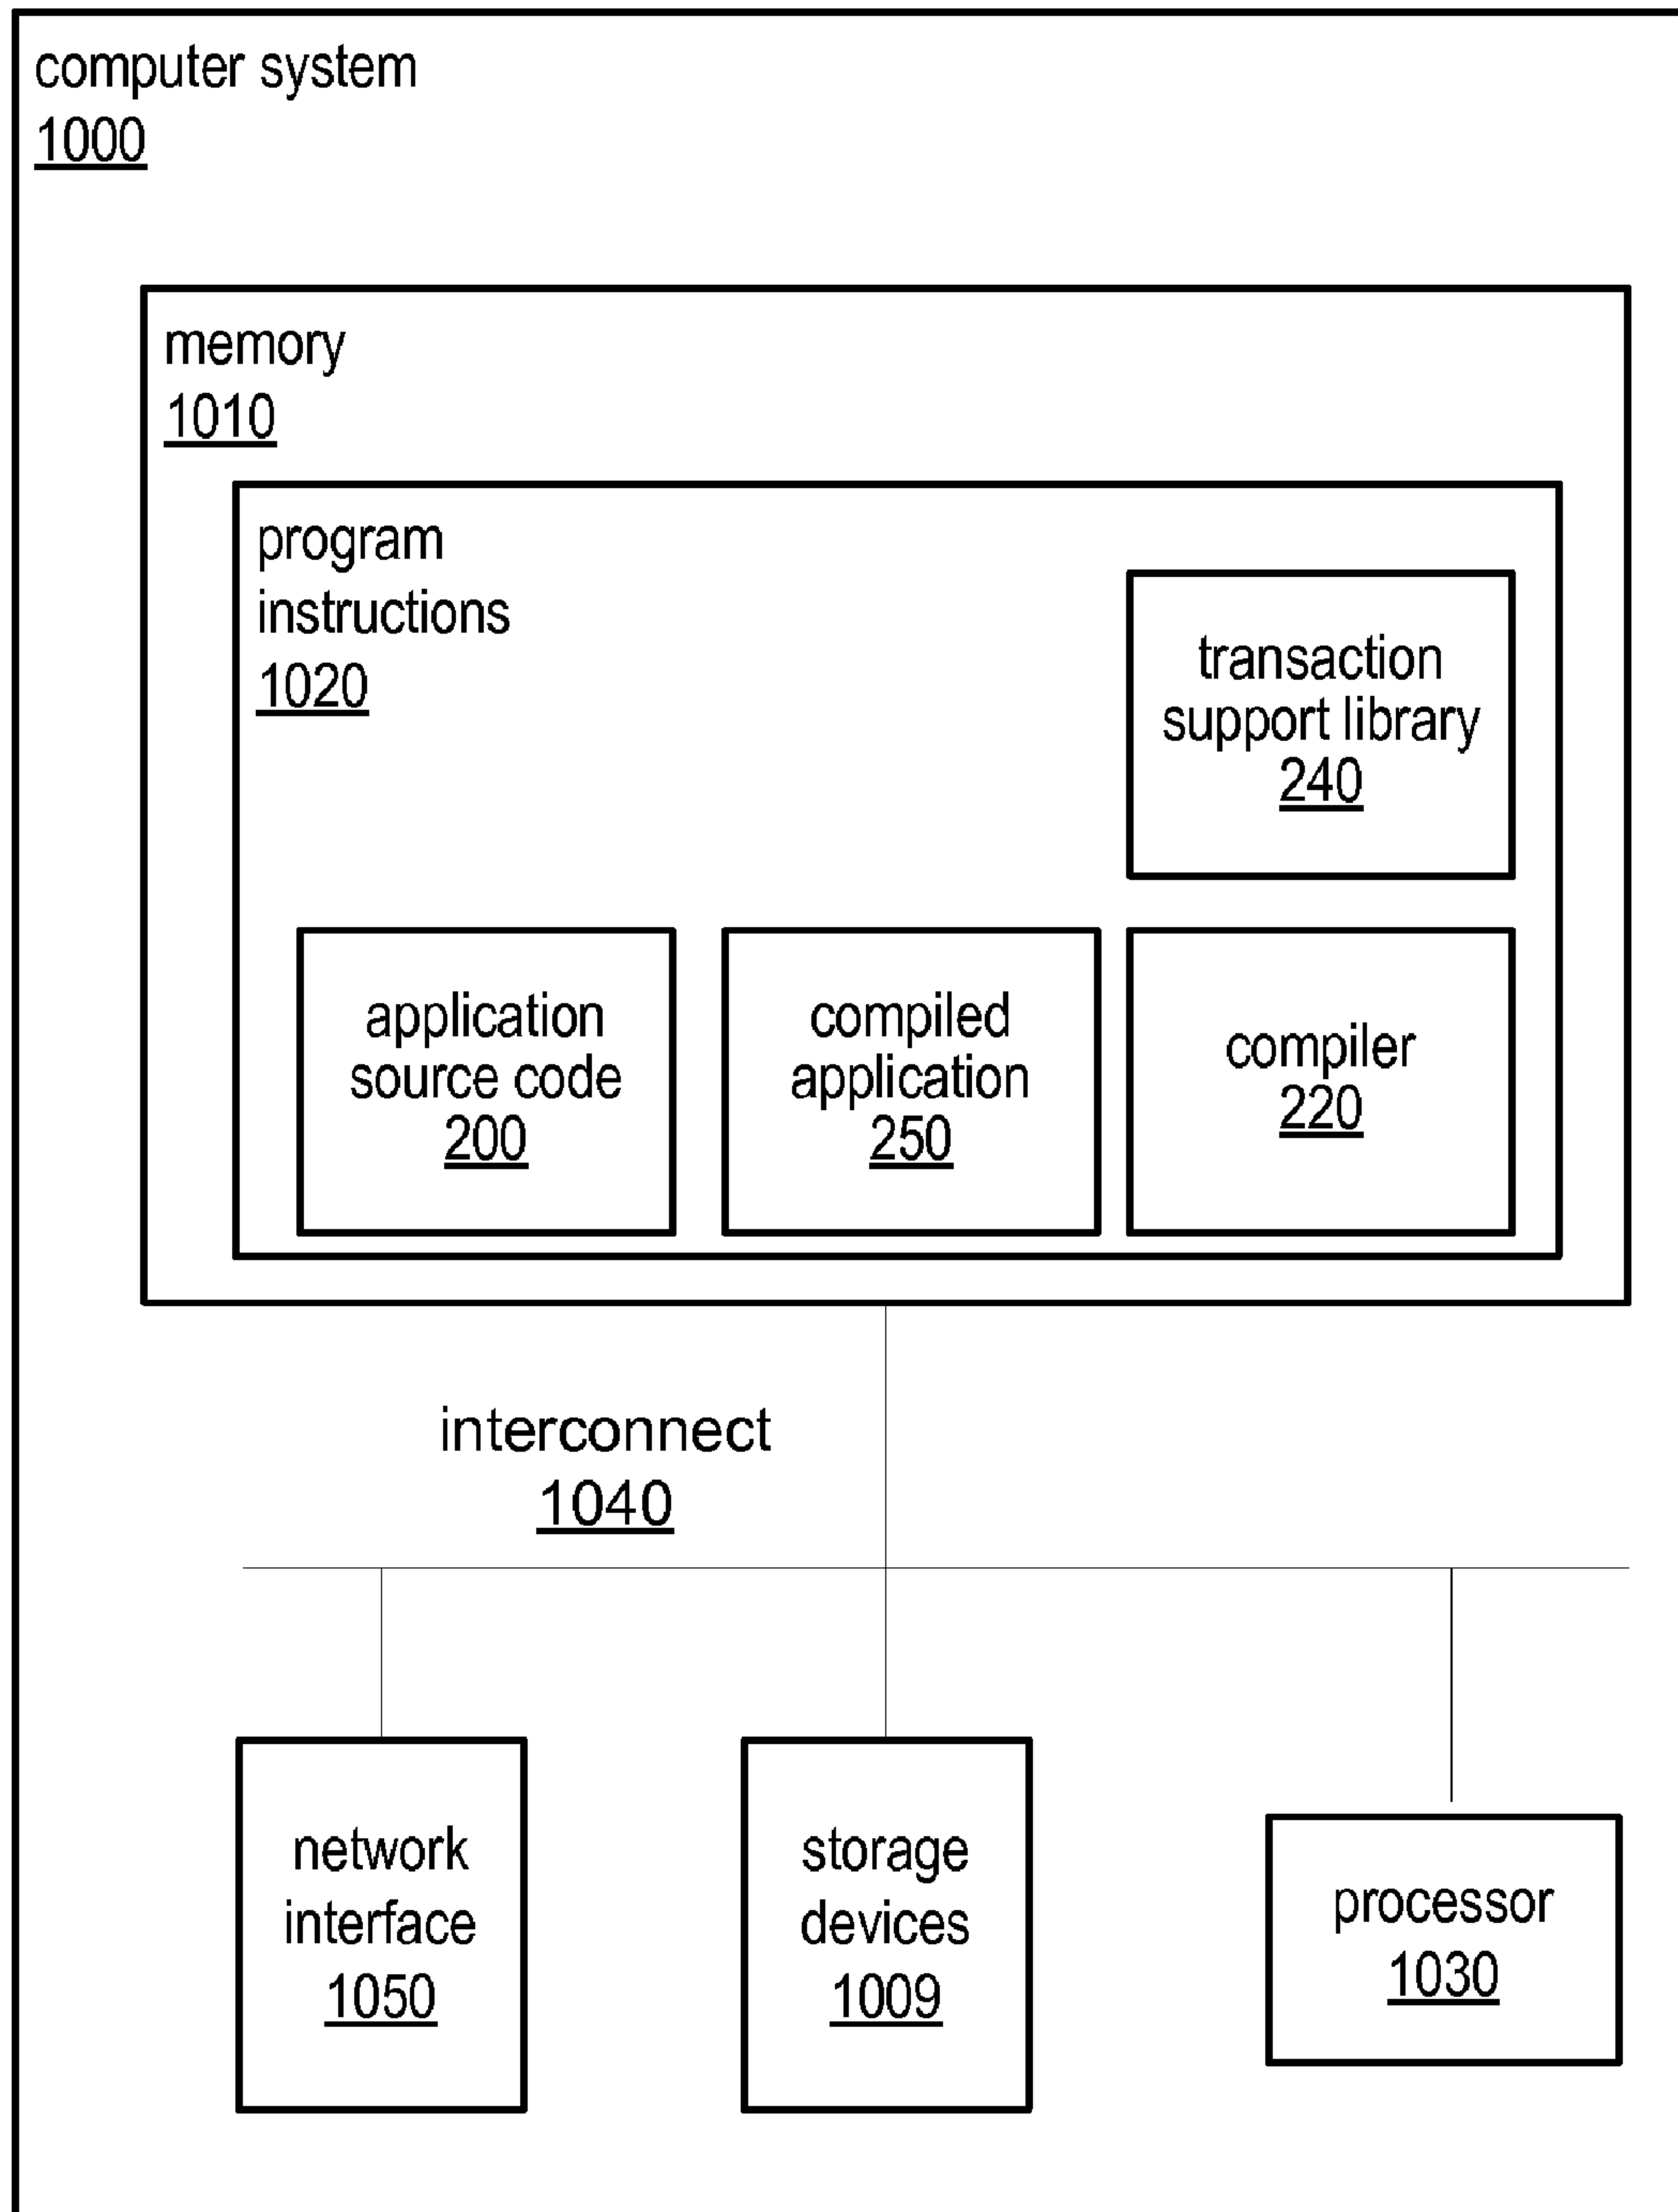 computer system
1000
memory
1010
program
instructions
1020
transaction
support library
240
application
source code
200
compiled
application
250
compiler
220
interconnect
1040
network
interface
1050
storage
devices
1009
processor
1030